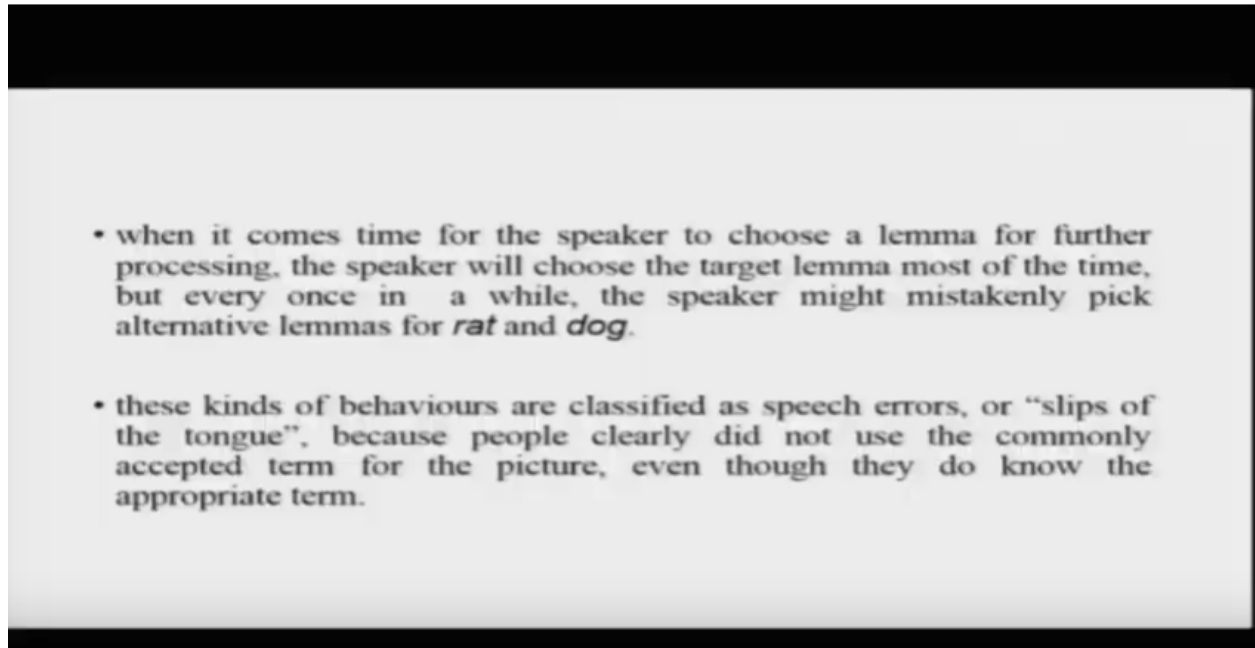 • when it comes time for the speaker to choose a lemma for further
processing, the speaker will choose the target lemma most of the time,
but every once in a while, the speaker might mistakenly pick
alternative lemmas for rat and dog.
• these kinds of behaviours are classified as speech errors, or “slips of
the tongue”, because people clearly did not use the commonly
accepted term for the picture, even though they do know the
appropriate term.